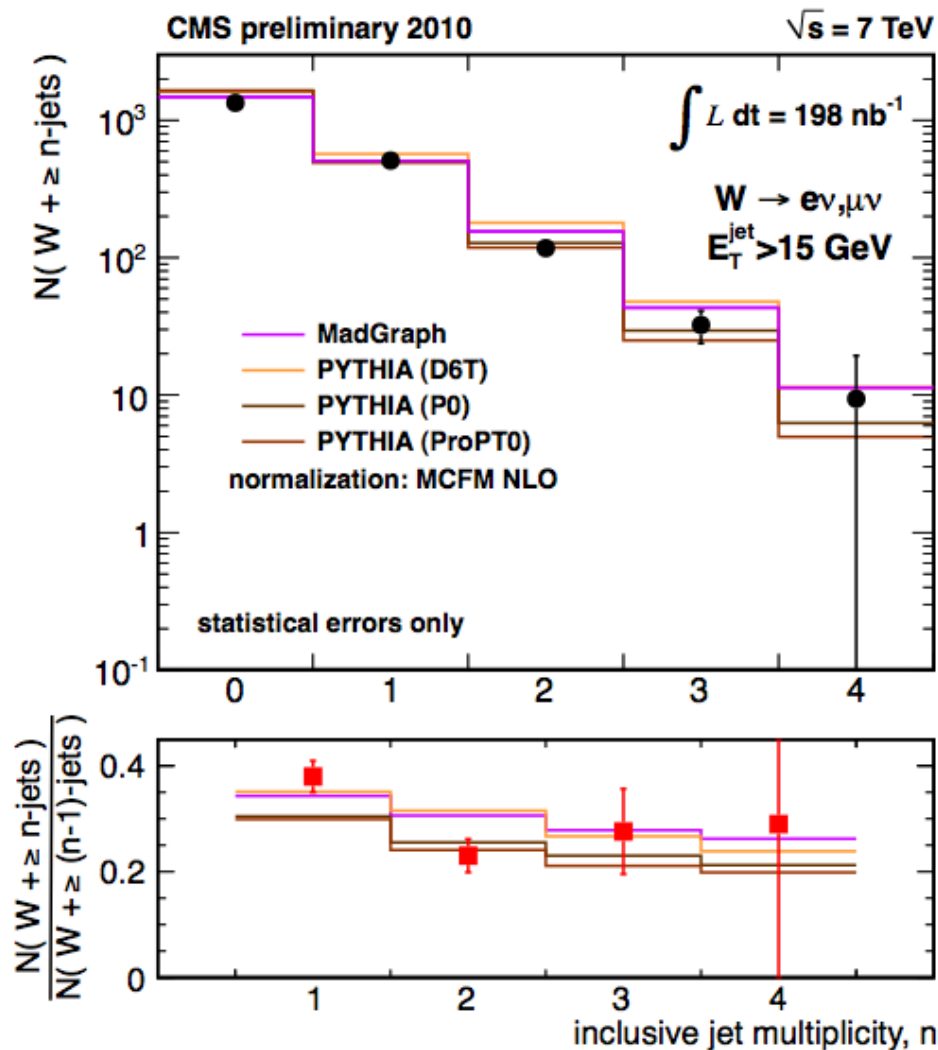 CMS preliminary 2010 √s = 7 TeV
∫ L dt = 198 nb⁻¹
W → eν,μν
E_T^jet >15 GeV
N( W + ≥ n-jets)
10³
10²
10
1
10⁻¹
MadGraph
PYTHIA (D6T)
PYTHIA (P0)
PYTHIA (ProPT0)
normalization: MCFM NLO
statistical errors only
0 1 2 3 4
N( W + ≥ n-jets )
N( W + ≥ (n-1)-jets )
0.4
0.2
0
1 2 3 4
inclusive jet multiplicity, n